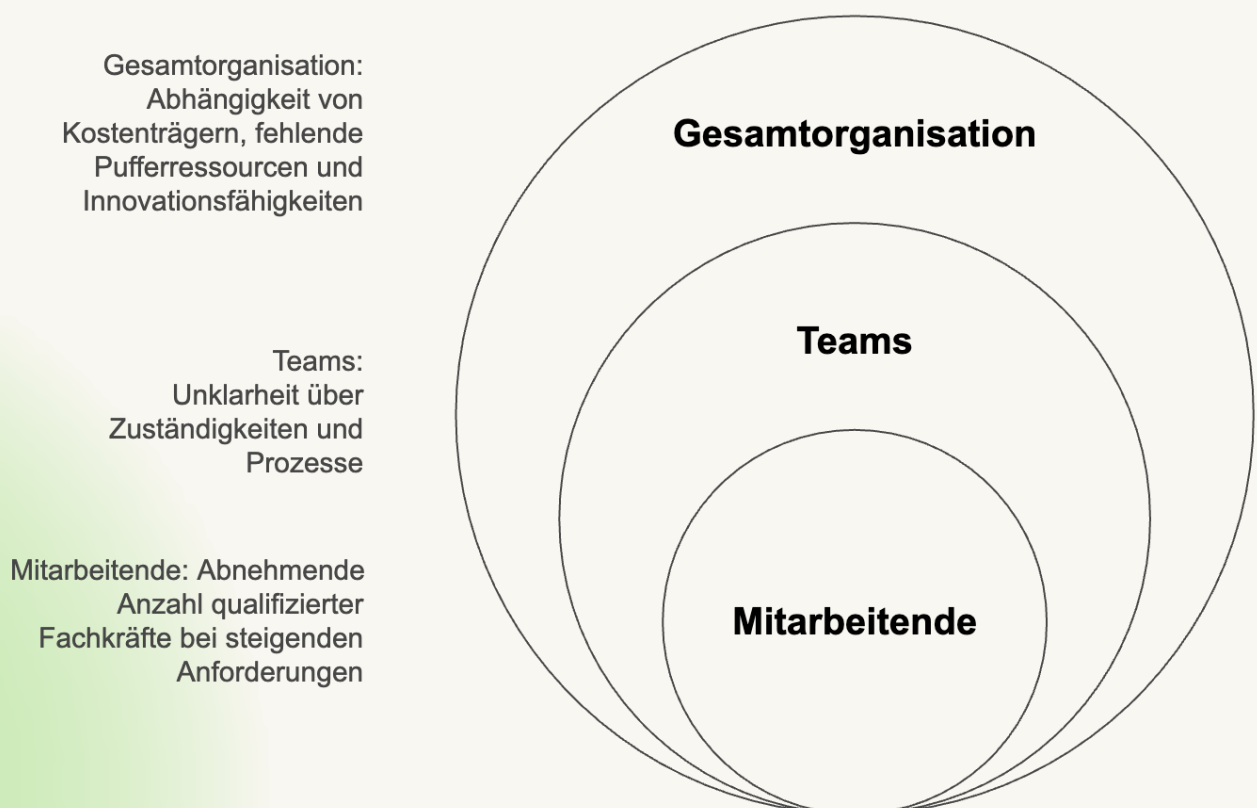 Gesamtorganisation:
Abhängigkeit von
Kostenträgern, fehlende
Pufferressourcen und
Innovationsfähigkeiten
Teams:
Unklarheit über
Zuständigkeiten und
Prozesse
Mitarbeitende: Abnehmende
Anzahl qualifizierter
Fachkräfte bei steigenden
Anforderungen
Gesamtorganisation
Teams
Mitarbeitende